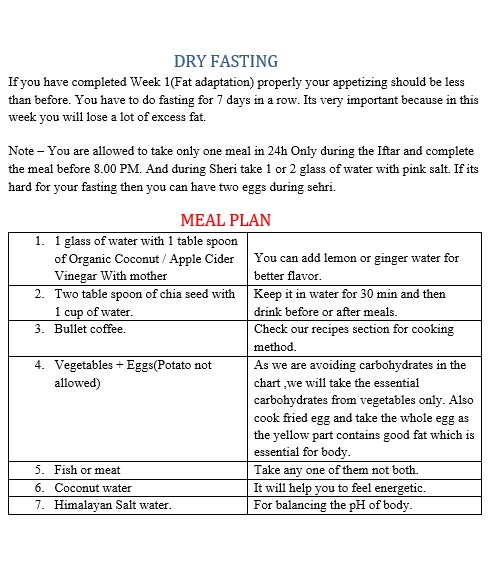 DRY FASTING
If you have completed Week 1(Fat adaptation) properly your appetizing should be less
than before. You have to do fasting for 7 days in a row. Its very important because in this
week you will lose a lot of excess fat.
Note – You are allowed to take only one meal in 24h Only during the Iftar and complete
the meal before 8.00 PM. And during Sheri take 1 or 2 glass of water with pink salt. If its
hard for your fasting then you can have two eggs during sehri.
MEAL PLAN
1. 1 glass of water with 1 table spoon
of Organic Coconut / Apple Cider
Vinegar With mother
You can add lemon or ginger water for
better flavor.
2. Two table spoon of chia seed with
1 cup of water.
Keep it in water for 30 min and then
drink before or after meals.
3. Bullet coffee.
Check our recipes section for cooking
method.
4. Vegetables + Eggs(Potato not
allowed)
As we are avoiding carbohydrates in the
chart ,we will take the essential
carbohydrates from vegetables only. Also
cook fried egg and take the whole egg as
the yellow part contains good fat which is
essential for body.
5. Fish or meat
Take any one of them not both.
6. Coconut water
It will help you to feel energetic.
7. Himalayan Salt water.
For balancing the pH of body.